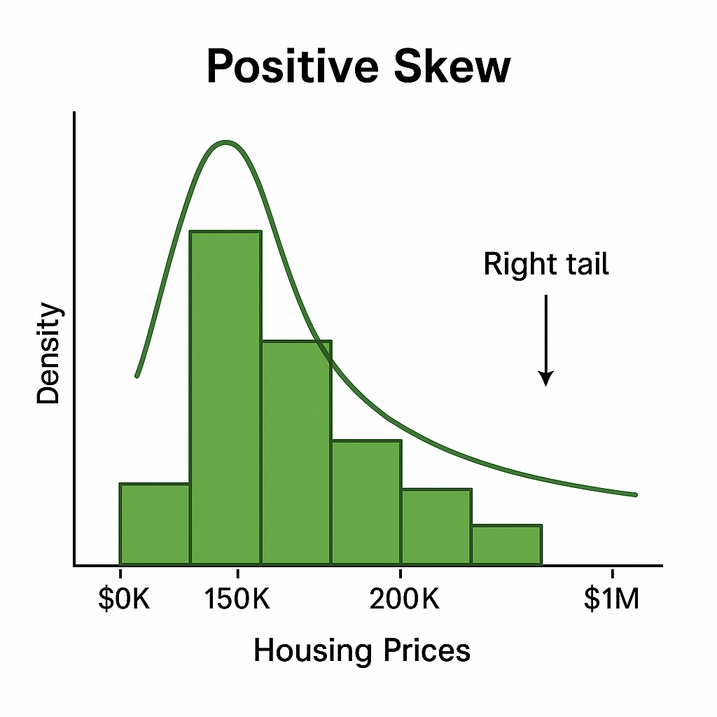 Positive Skew
Right tail
Density
$0K
150K
200K
$1M
Housing Prices